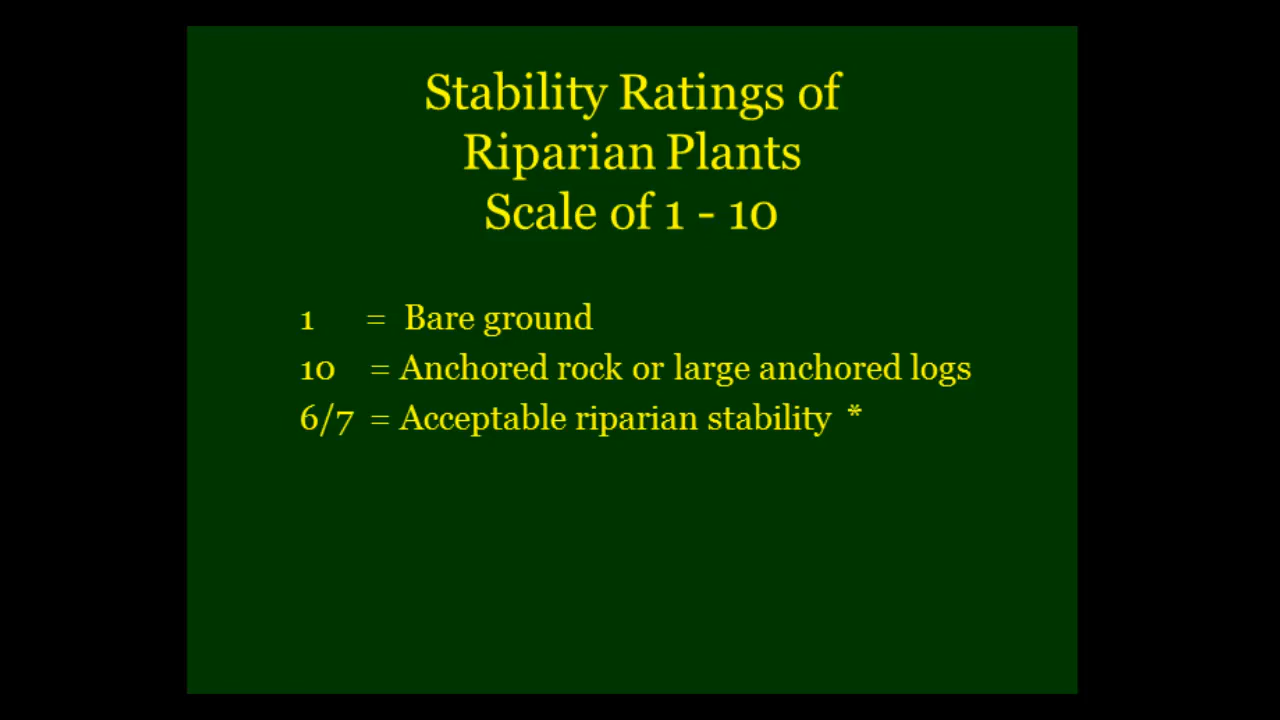 Stability Ratings of
Riparian Plants
Scale of 1 - 10
1 = Bare ground
10 = Anchored rock or large anchored logs
6/7 = Acceptable riparian stability *